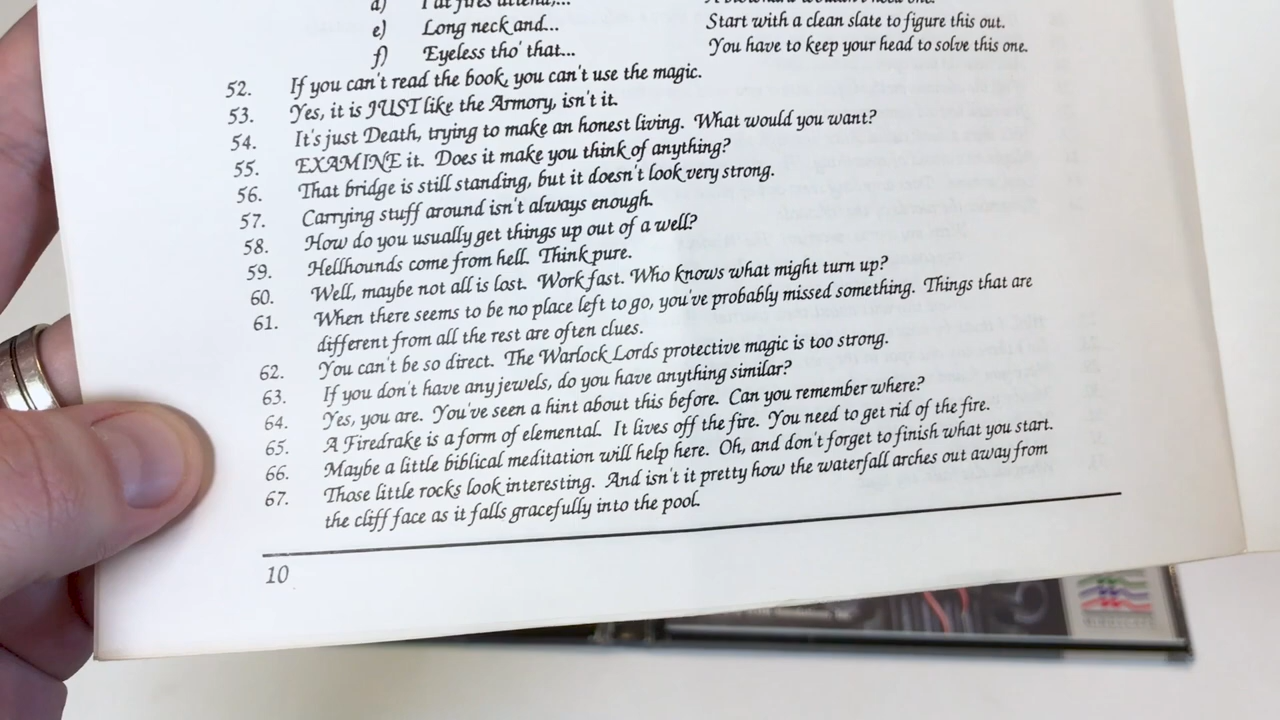 d)
e) Long neck and... Start with a clean slate to figure this out.
f) Eyeless tho' that... You have to keep your head to solve this one.
52. If you can't read the book, you can't use the magic.
53. Yes, it is JUST like the Armory, isn't it.
54. It's just Death, trying to make an honest living. What would you want?
55. EXAMINE it. Does it make you think of anything?
56. That bridge is still standing, but it doesn't look very strong.
57. Carrying stuff around isn't always enough.
58. How do you usually get things up out of a well?
59. Hellhounds come from hell. Think pure.
60. Well, maybe not all is lost. Work fast. Who knows what might turn up?
61. When there seems to be no place left to go, you've probably missed something. Things that are
different from all the rest are often clues.
62. You can't be so direct. The Warlock Lords protective magic is too strong.
63. If you don't have any jewels, do you have anything similar?
64. Yes, you are. You've seen a hint about this before. Can you remember where?
65. A Firedrake is a form of elemental. It lives off the fire. You need to get rid of the fire.
66. Maybe a little biblical meditation will help here. Oh, and don't forget to finish what you start.
67. Those little rocks look interesting. And isn't it pretty how the waterfall arches out away from
the cliff face as it falls gracefully into the pool.
10